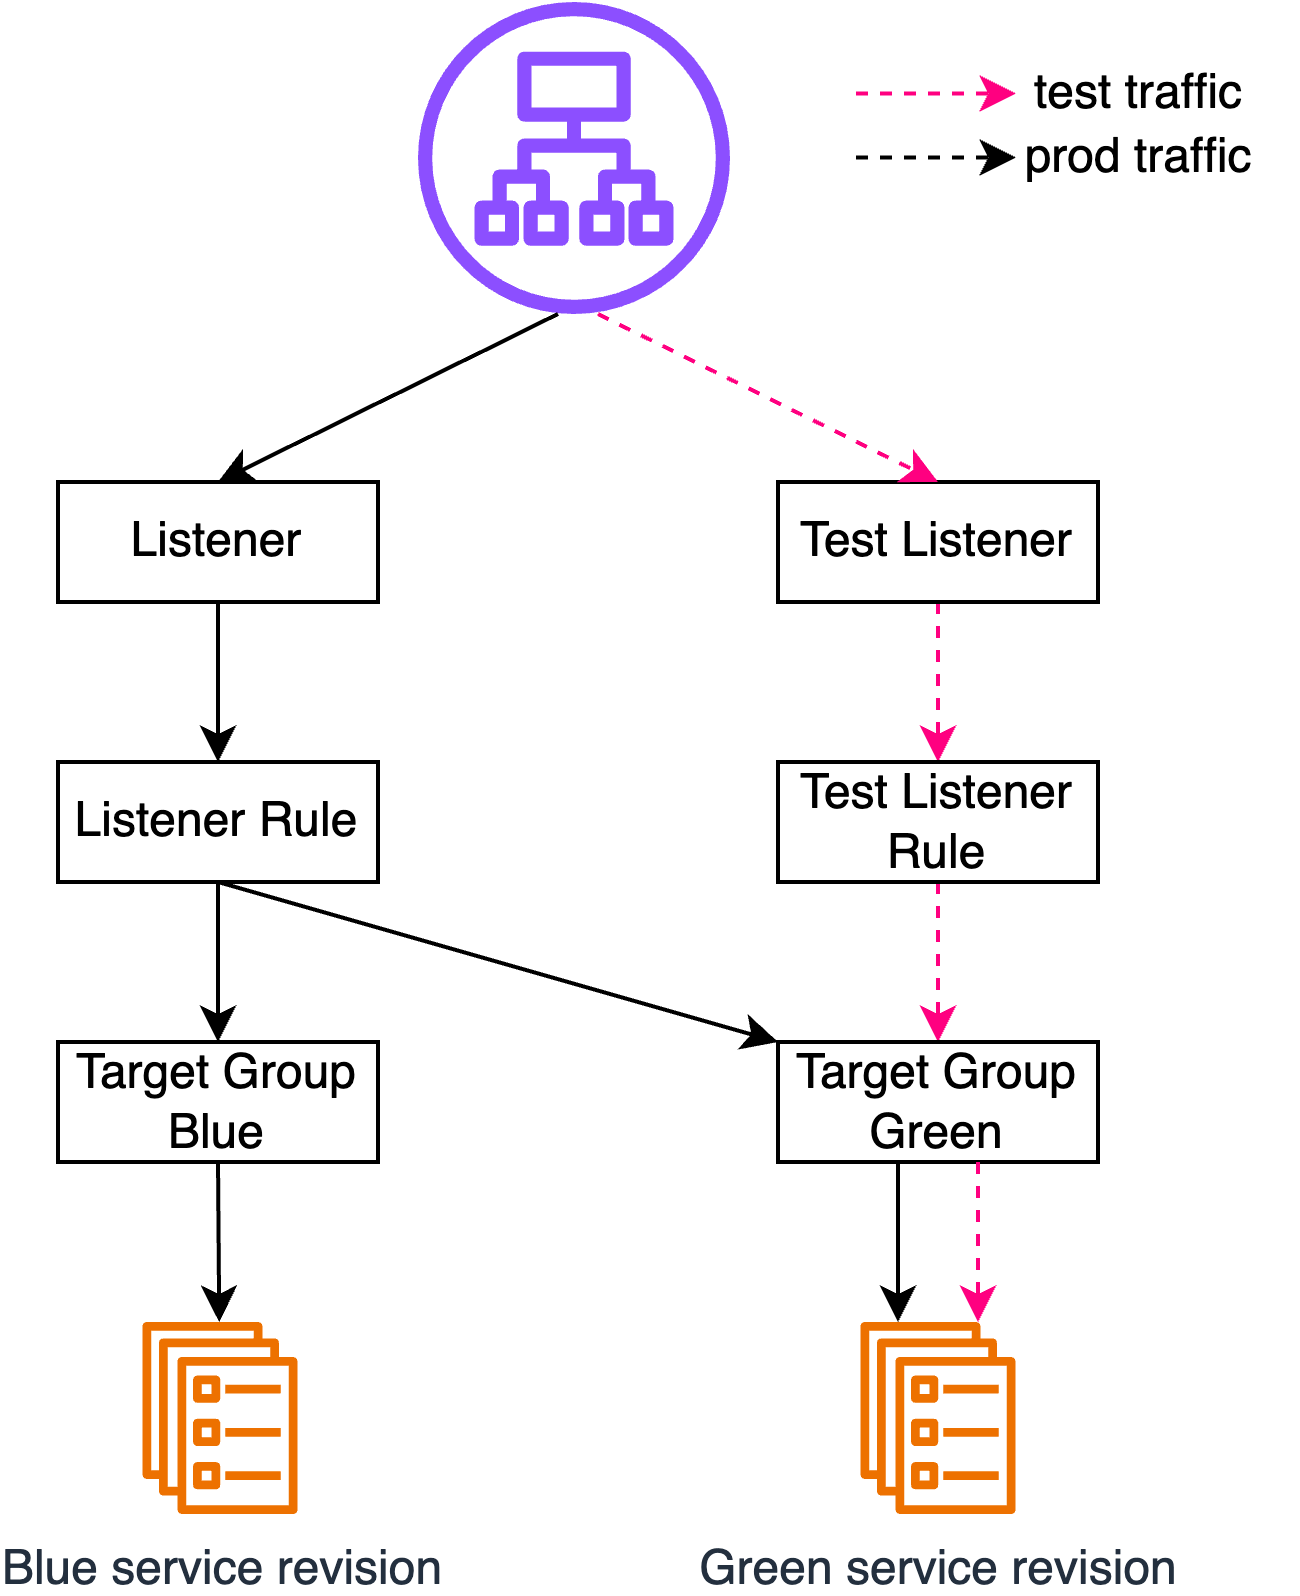 test traffic
prod traffic
Listener
Test Listener
Listener Rule
Test Listener
Rule
Target Group
Blue
Target Group
Green
Blue service revision
Green service revision